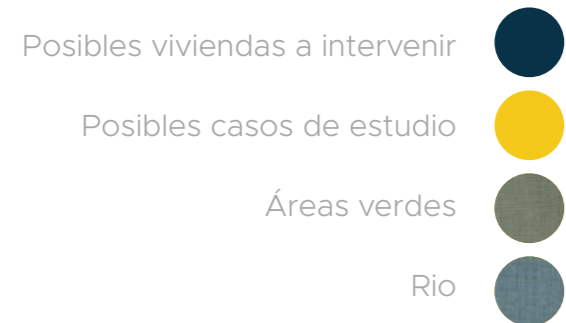 Posibles viviendas a intervenir
Posibles casos de estudio
Áreas verdes
Rio